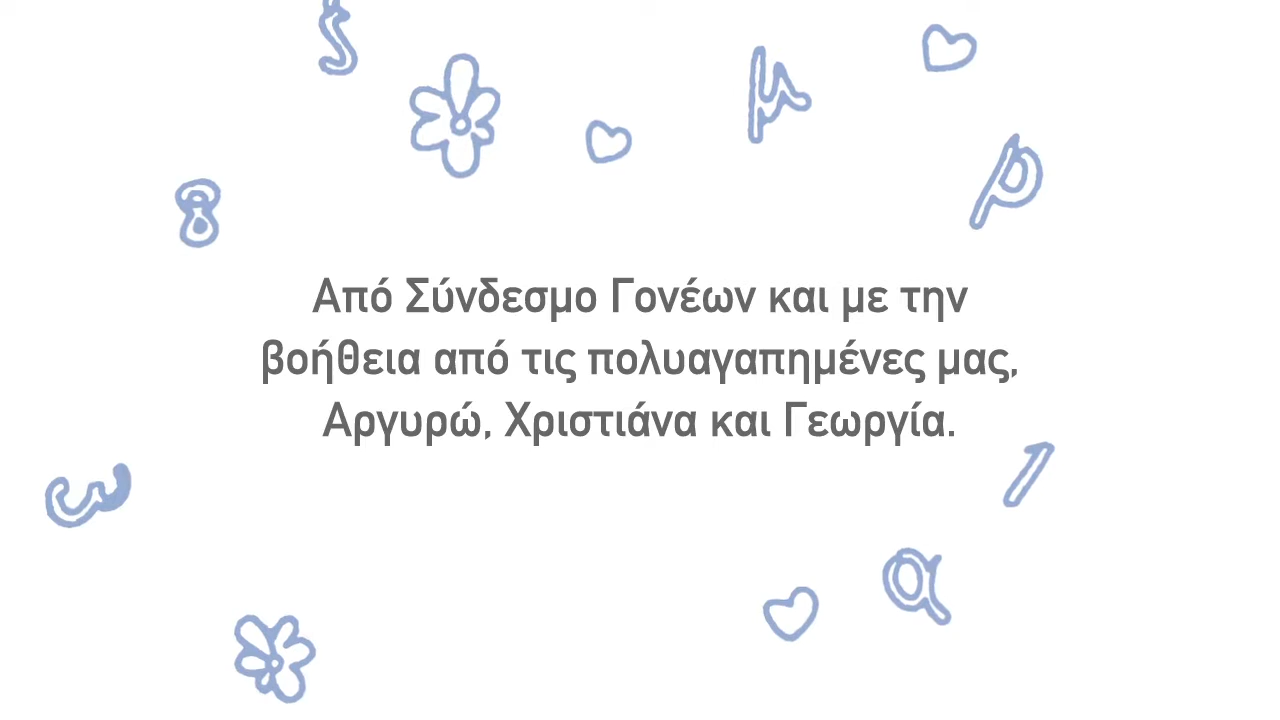 Από Σύνδεσμο Γονέων και με την
βοήθεια από τις πολυαγαπημένες μας,
Αργυρώ, Χριστιάνα και Γεωργία.